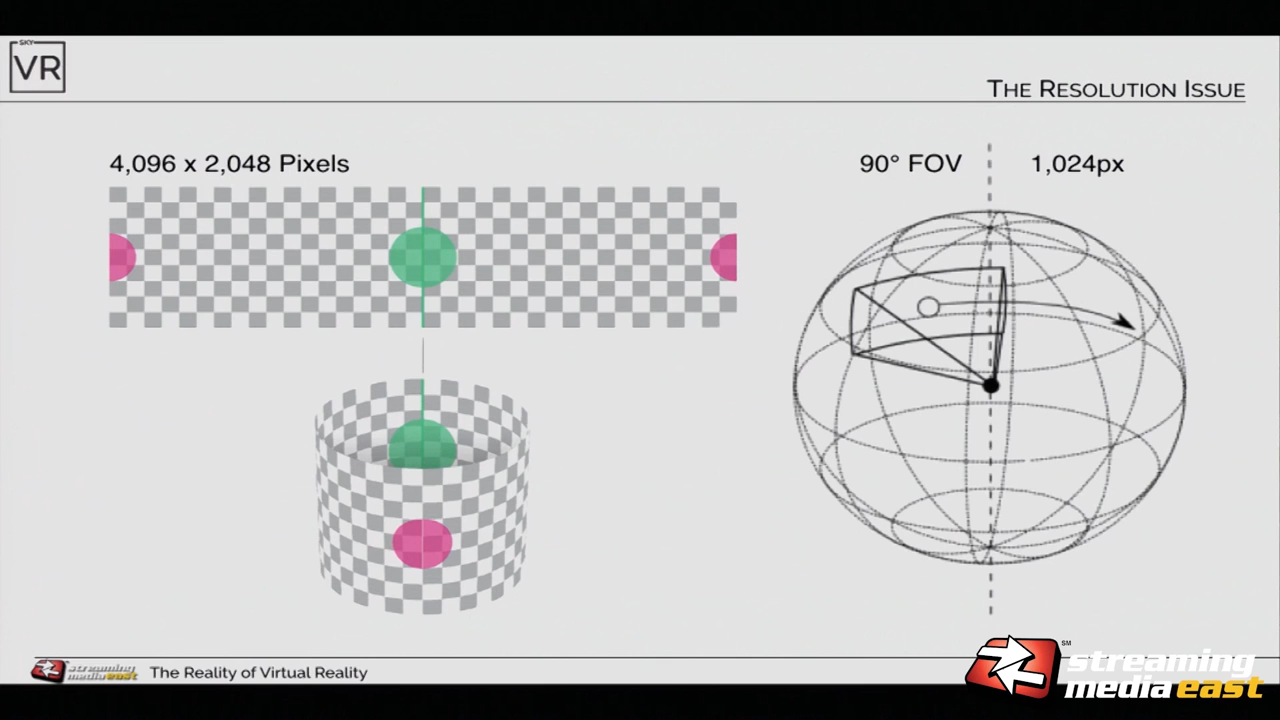 SKY
VR
THE RESOLUTION ISSUE
4,096 x 2,048 Pixels
90° FOV
1,024px
streaming
media east
The Reality of Virtual Reality
SM
streaming
media east